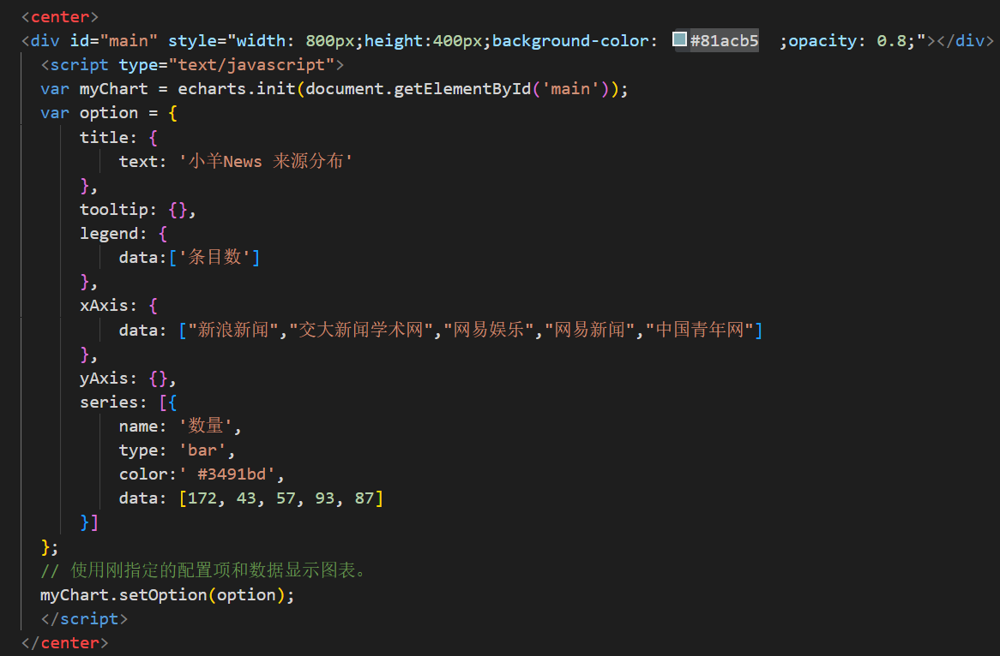 <center>
<div id="main" style="width: 800px;height:400px;background-color: #81acb5  ;opacity: 0.8;"></div>
<script type="text/javascript">
var myChart = echarts.init(document.getElementById('main'));
var option = {
title: {
text: '小羊News 来源分布'
},
tooltip: {},
legend: {
data:['条目数']
},
xAxis: {
data: ["新浪新闻","交大新闻学术网","网易娱乐","网易新闻","中国青年网"]
},
yAxis: {},
series: [{
name: '数量',
type: 'bar',
color:' #3491bd',
data: [172, 43, 57, 93, 87]
}]
};
// 使用刚指定的配置项和数据显示图表。
myChart.setOption(option);
</script>
</center>